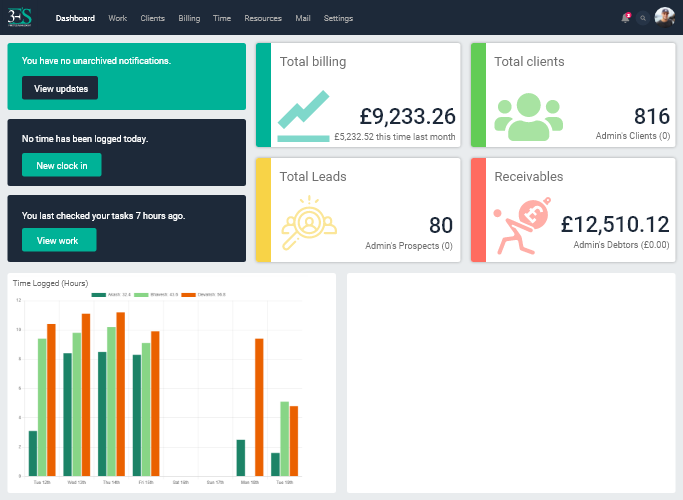 3ES
Dashboard Work Clients Billing Time Resources Mail Settings
You have no unarchived notifications.
View updates
No time has been logged today.
New clock in
You last checked your tasks 7 hours ago.
View work
Total billing
£9,233.26
£5,232.52 this time last month
Total clients
816
Admin's Clients (0)
Total Leads
80
Admin's Prospects (0)
Receivables
£12,510.12
Admin's Debtors (£0.00)
Time Logged (Hours)
12
10
8
6
4
2
0
Tue 12th Wed 13th Thu 14th Fri 15th Sat 16th Sun 17th Mon 18th Tue 19th